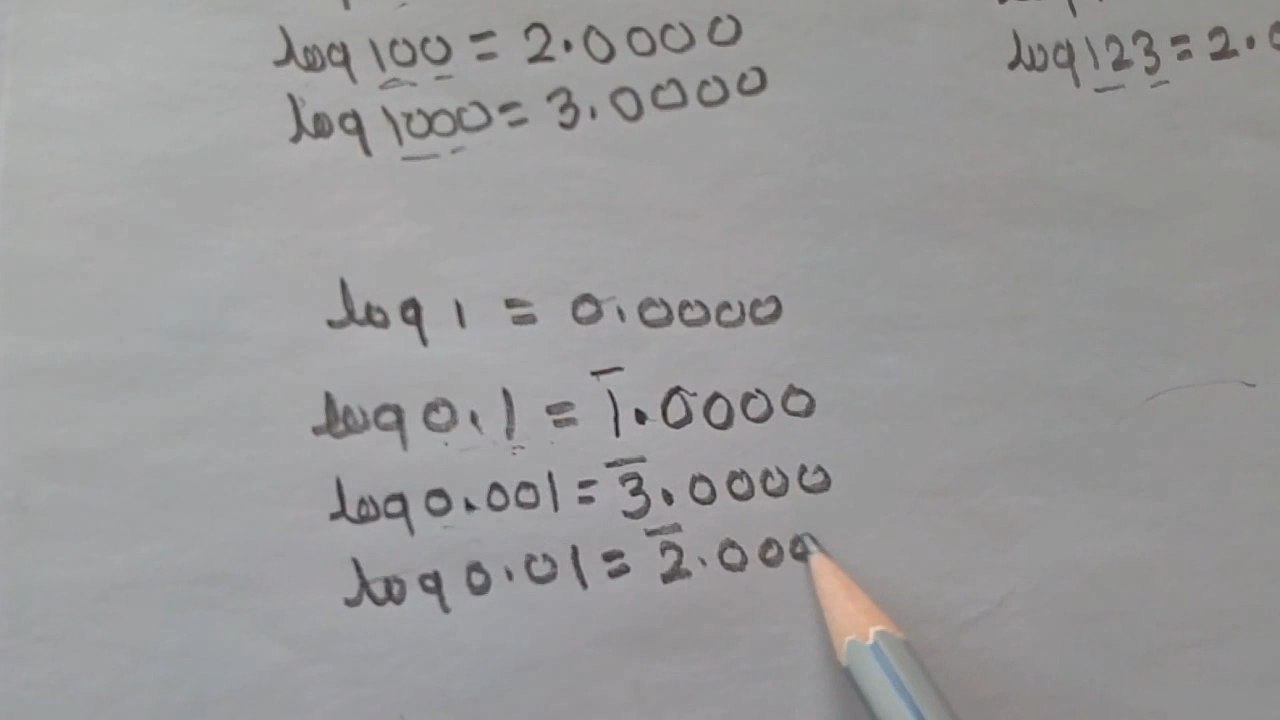 log 100 = 2.0000
log 1000 = 3.0000
log 123 = 2.0
log 1 = 0.0000
log 0.1 = 1̅.0000
log 0.001 = 3̅.0000
log 0.01 = 2̅.000